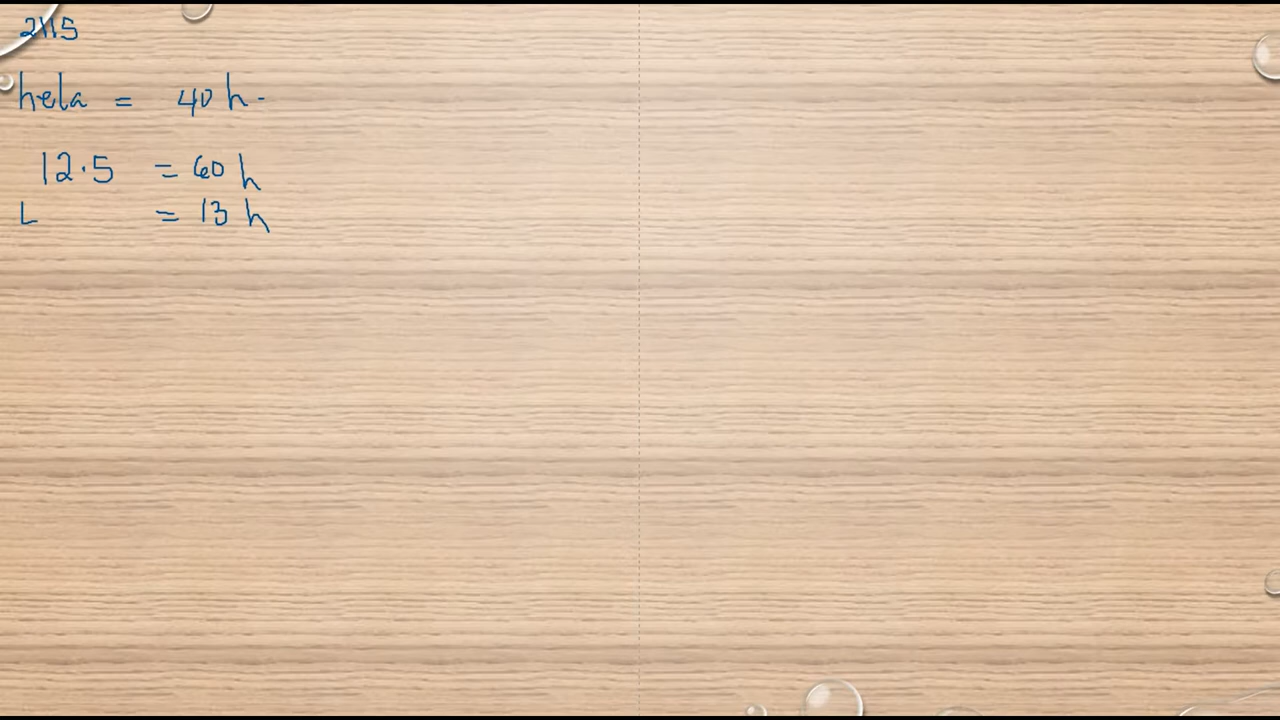 2115
hela = 40 h.
12.5 = 60 h
L = 13 h